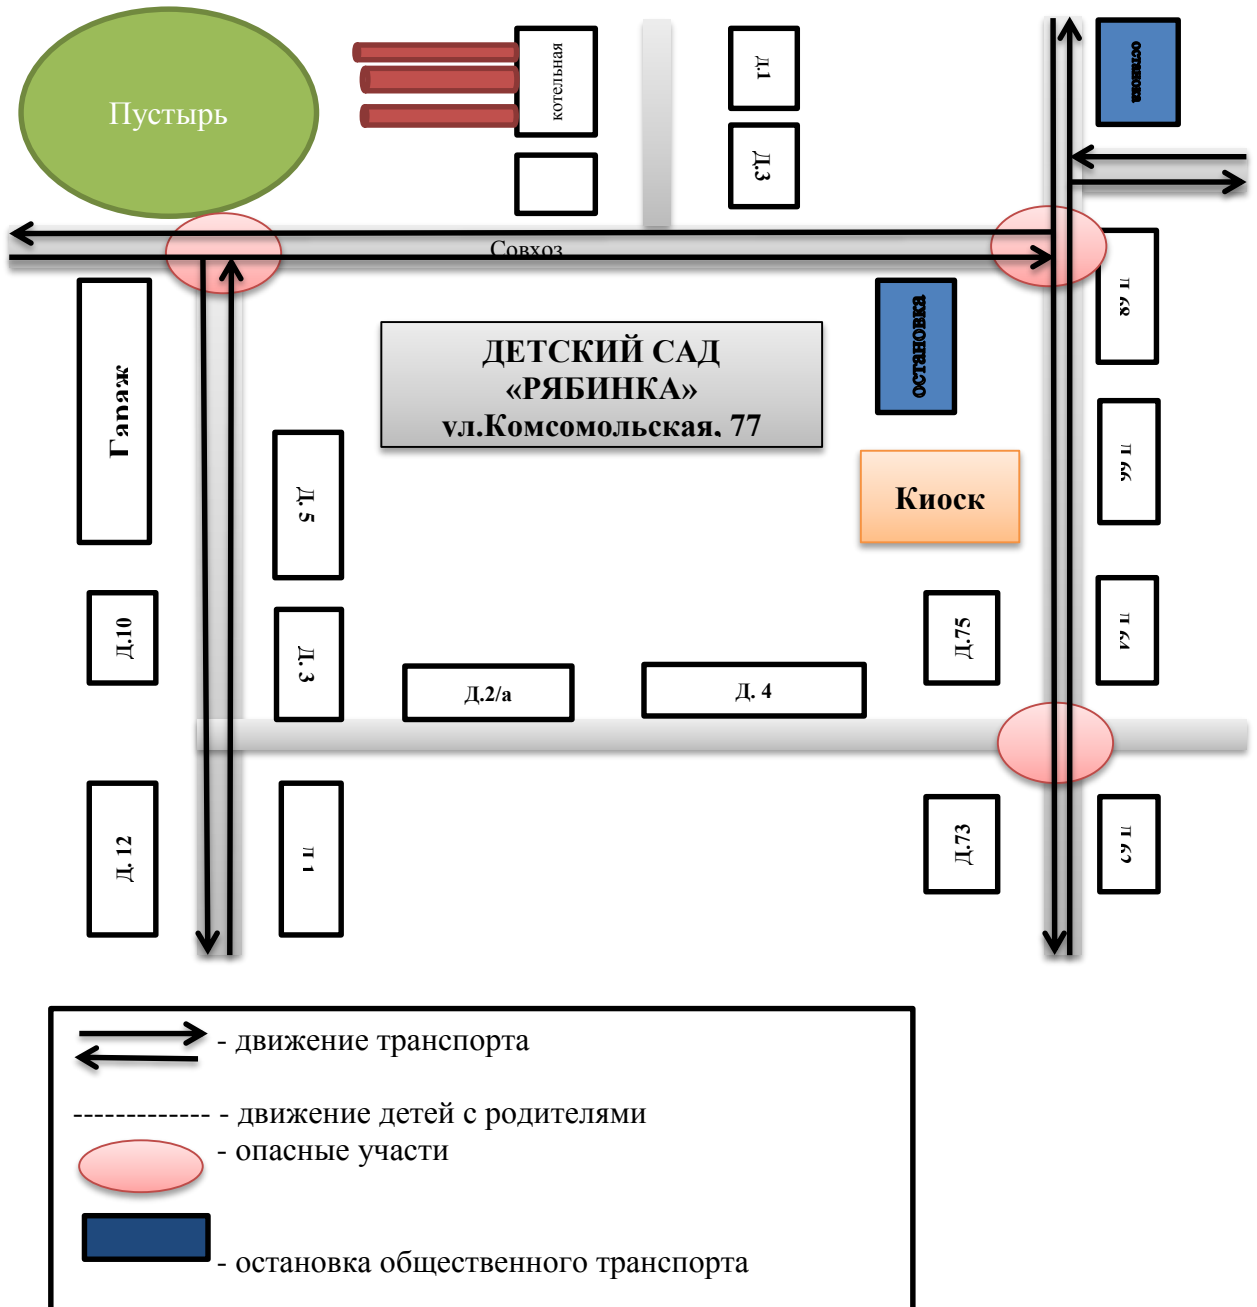 Пустырь
котельная
д.1
Д.3
остановка
Совхоз
ДЕТСКИЙ САД
«РЯБИНКА»
ул.Комсомольская, 77
остановка
Гараж
Киоск
Д. 5
Д.10
Д. 3
Д.2/а
Д. 4
Д.75
Д. 12
Д.73
- движение транспорта
------------- - движение детей с родителями
- опасные участи
- остановка общественного транспорта